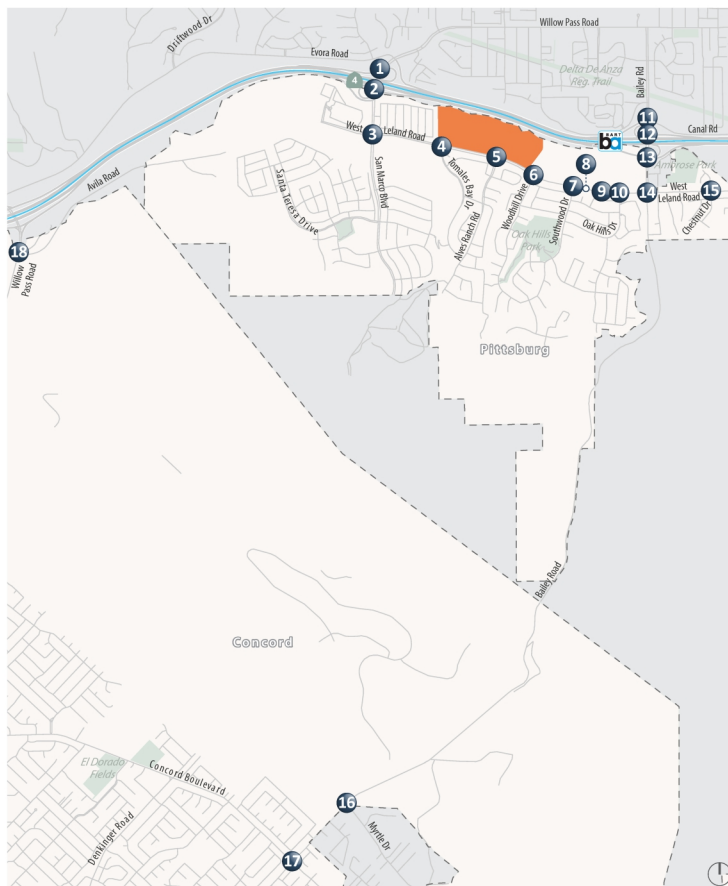 Willow Pass Road
Driftwood Dr
Evora Road
Delta De Anza
Reg. Trail
Bailey Rd
1
4
2
11
BART
ba
12
Canal Rd
West Leland Road
3
4
5
8
13
Ambrose Park
Avila Road
6
7
9
10
14
West
Leland Road
15
Chestnut Dr
San Marco Blvd
Tomales Bay Dr
Alves Ranch Rd
Woodhill Drive
Southwood Dr
Oak Hills Dr
Oak Hills
Park
Santa Teresa Drive
18
Willow
Pass Road
Pittsburg
Bailey Road
Concord
El Dorado
Fields
Concord Boulevard
Denkinger Road
16
Myrtle Dr
17